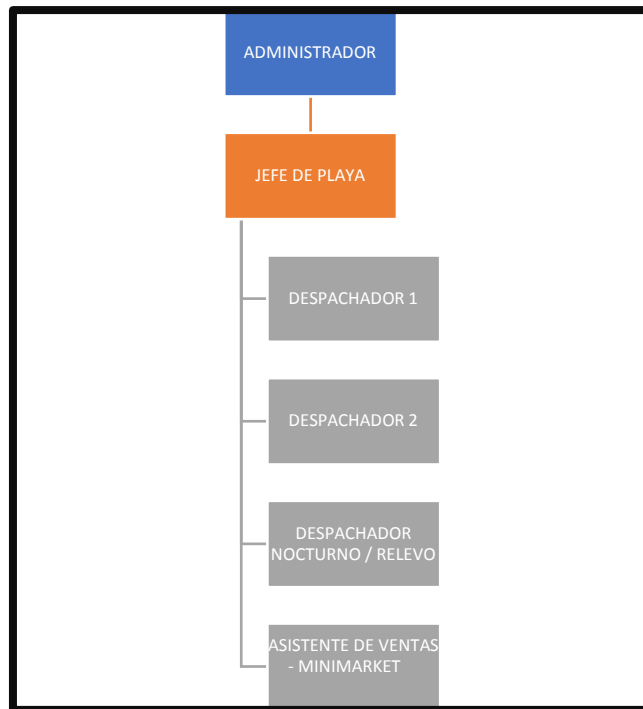 ADMINISTRADOR
JEFE DE PLAYA
DESPACHADOR 1
DESPACHADOR 2
DESPACHADOR
NOCTURNO / RELEVO
ASISTENTE DE VENTAS
- MINIMARKET